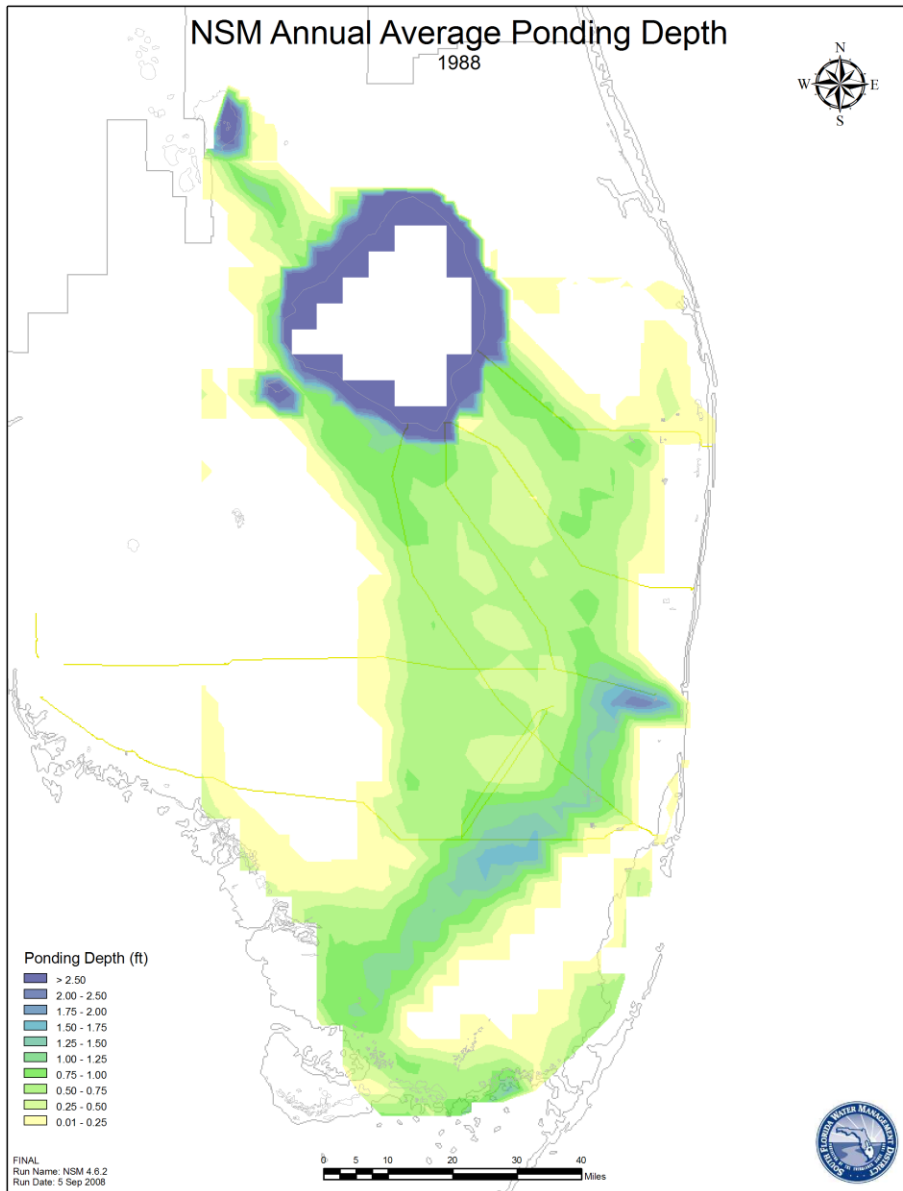 NSM Annual Average Ponding Depth
1988
N
W E
S
Ponding Depth (ft)
> 2.50
2.00 - 2.50
1.75 - 2.00
1.50 - 1.75
1.25 - 1.50
1.00 - 1.25
0.75 - 1.00
0.50 - 0.75
0.25 - 0.50
0.01 - 0.25
FINAL
Run Name: NSM 4.6.2
Run Date: 5 Sep 2008
0 5 10 20 30 40
Miles
SOUTH FLORIDA WATER MANAGEMENT DISTRICT